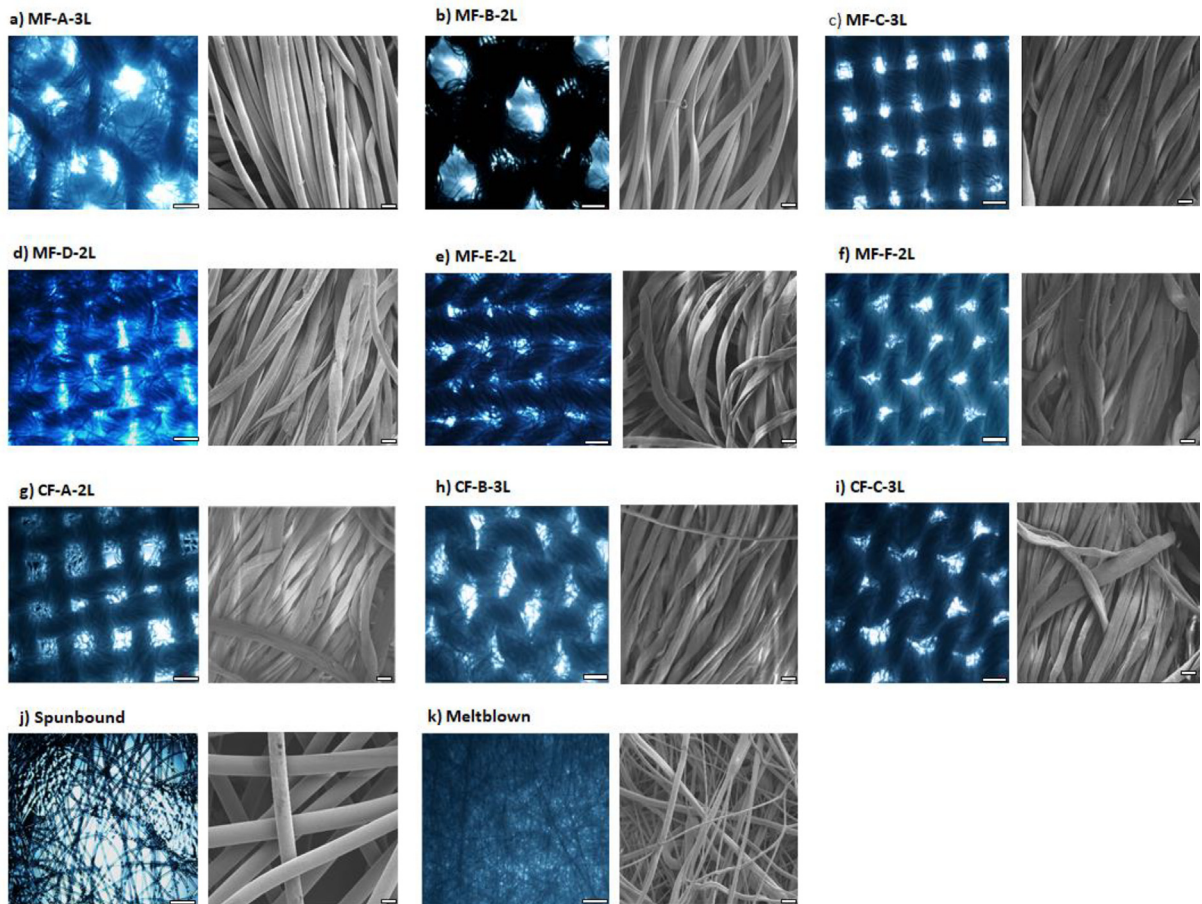 a) MF-A-3L
b) MF-B-2L
c) MF-C-3L
d) MF-D-2L
e) MF-E-2L
f) MF-F-2L
g) CF-A-2L
h) CF-B-3L
i) CF-C-3L
j) Spunbound
k) Meltblown